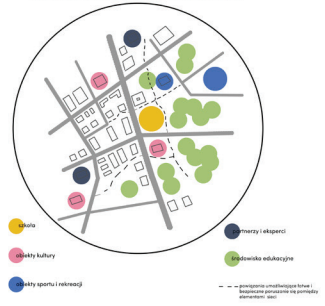 szkoła
obiekty kultury
obiekty sportu i rekreacji
partnerzy i eksperci
środowiska edukacyjne
powiązania umożliwiające łatwe i
bezpieczne poruszanie się pomiędzy
elementami sieci